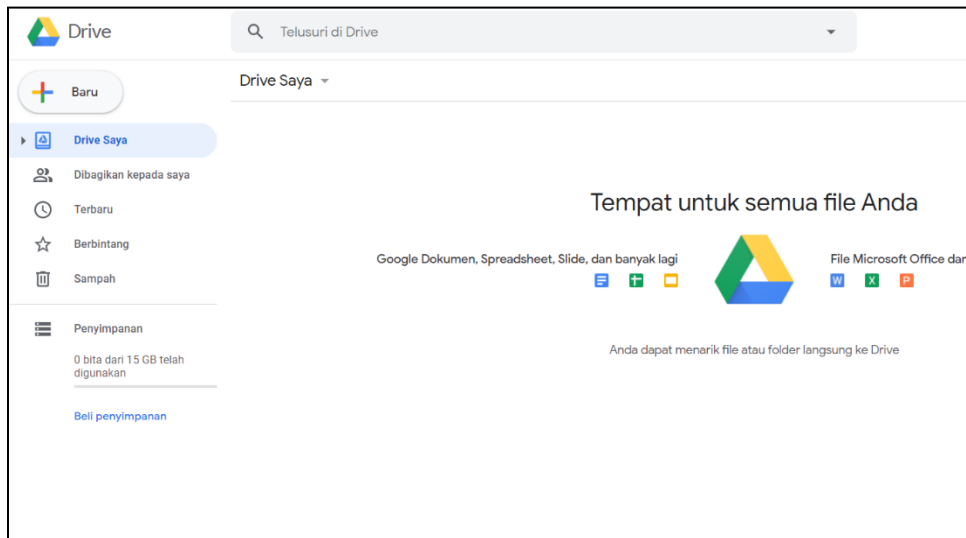 Drive
Telusuri di Drive
Baru
Drive Saya
Drive Saya
Dibagikan kepada saya
Terbaru
Berbintang
Sampah
Penyimpanan
0 bita dari 15 GB telah
digunakan
Beli penyimpanan
Tempat untuk semua file Anda
Google Dokumen, Spreadsheet, Slide, dan banyak lagi
File Microsoft Office dan
W X P
Anda dapat menarik file atau folder langsung ke Drive